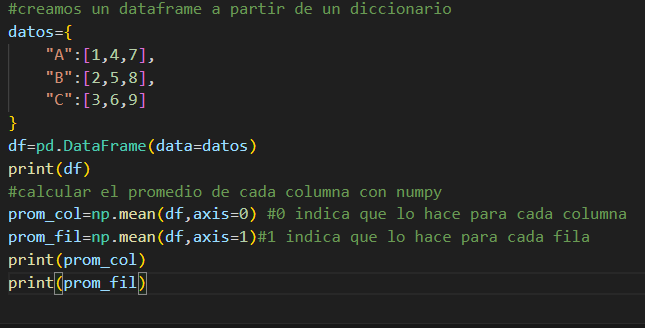 #creamos un dataframe a partir de un diccionario
datos={
    "A":[1,4,7],
    "B":[2,5,8],
    "C":[3,6,9]
}
df=pd.DataFrame(data=datos)
print(df)
#calcular el promedio de cada columna con numpy
prom_col=np.mean(df,axis=0) #0 indica que lo hace para cada columna
prom_fil=np.mean(df,axis=1)#1 indica que lo hace para cada fila
print(prom_col)
print(prom_fil)